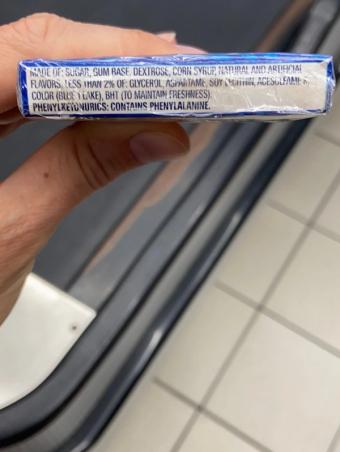 MADE OF: SUGAR, GUM BASE, DEXTROSE, CORN SYRUP, NATURAL AND ARTIFICIAL
FLAVORS, LESS THAN 2% OF: GLYCEROL, ASPARTAME, SOY LECITHIN, ACESULFAME K,
COLOR (BLUE 1 LAKE), BHT (TO MAINTAIN FRESHNESS).
PHENYLKETONURICS: CONTAINS PHENYLALANINE.